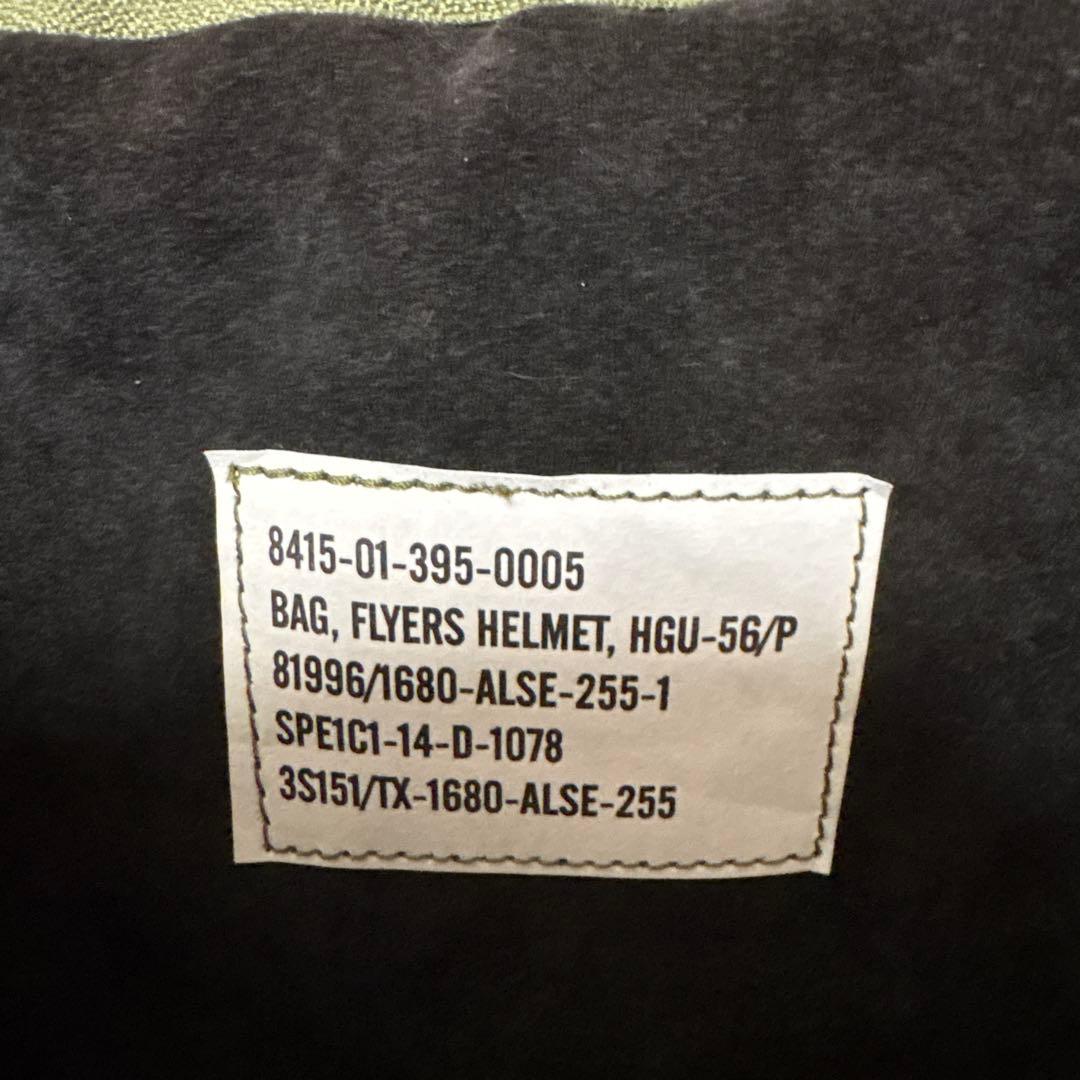 8415-01-395-0005
BAG, FLYERS HELMET, HGU-56/P
81996/1680-ALSE-255-1
SPE1C1-14-D-1078
3S151/TX-1680-ALSE-255